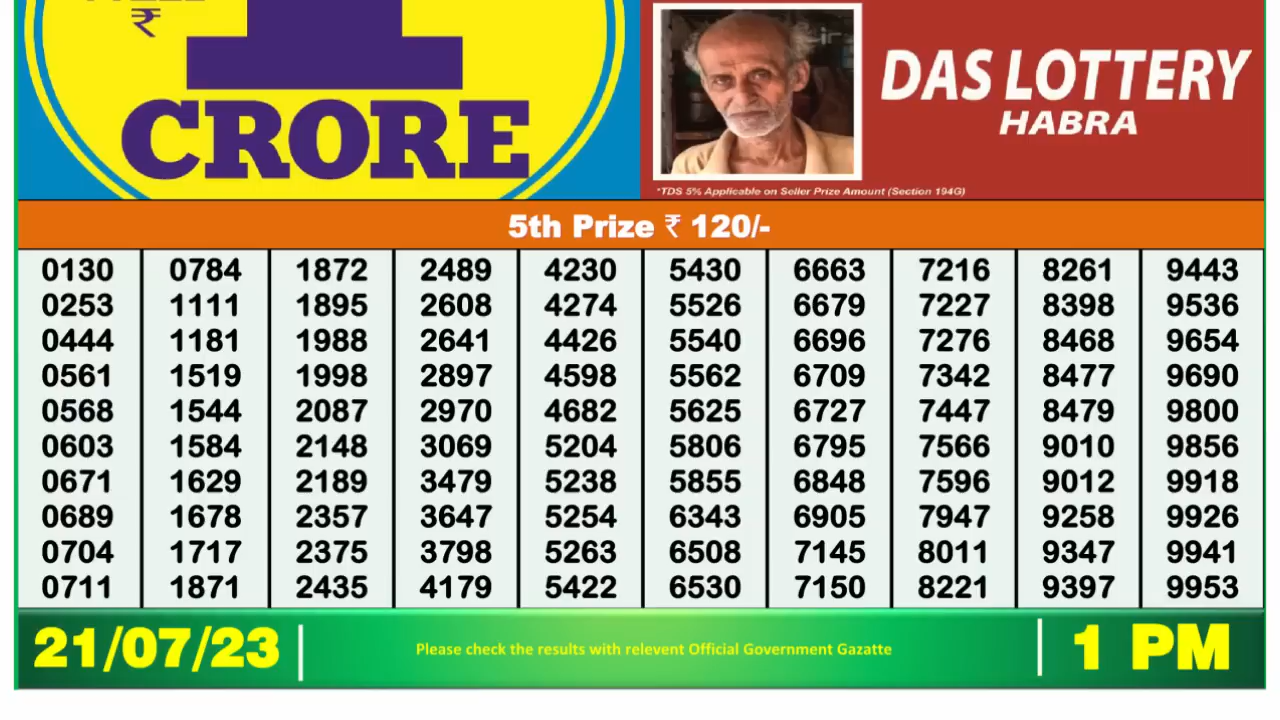 ₹
1
CRORE
DAS LOTTERY
HABRA
*TDS 5% Applicable on Seller Prize Amount (Section 194G)
5th Prize ₹ 120/-
0130 0784 1872 2489 4230 5430 6663 7216 8261 9443
0253 1111 1895 2608 4274 5526 6679 7227 8398 9536
0444 1181 1988 2641 4426 5540 6696 7276 8468 9654
0561 1519 1998 2897 4598 5562 6709 7342 8477 9690
0568 1544 2087 2970 4682 5625 6727 7447 8479 9800
0603 1584 2148 3069 5204 5806 6795 7566 9010 9856
0671 1629 2189 3479 5238 5855 6848 7596 9012 9918
0689 1678 2357 3647 5254 6343 6905 7947 9258 9926
0704 1717 2375 3798 5263 6508 7145 8011 9347 9941
0711 1871 2435 4179 5422 6530 7150 8221 9397 9953
21/07/23 Please check the results with relevent Official Government Gazatte 1 PM